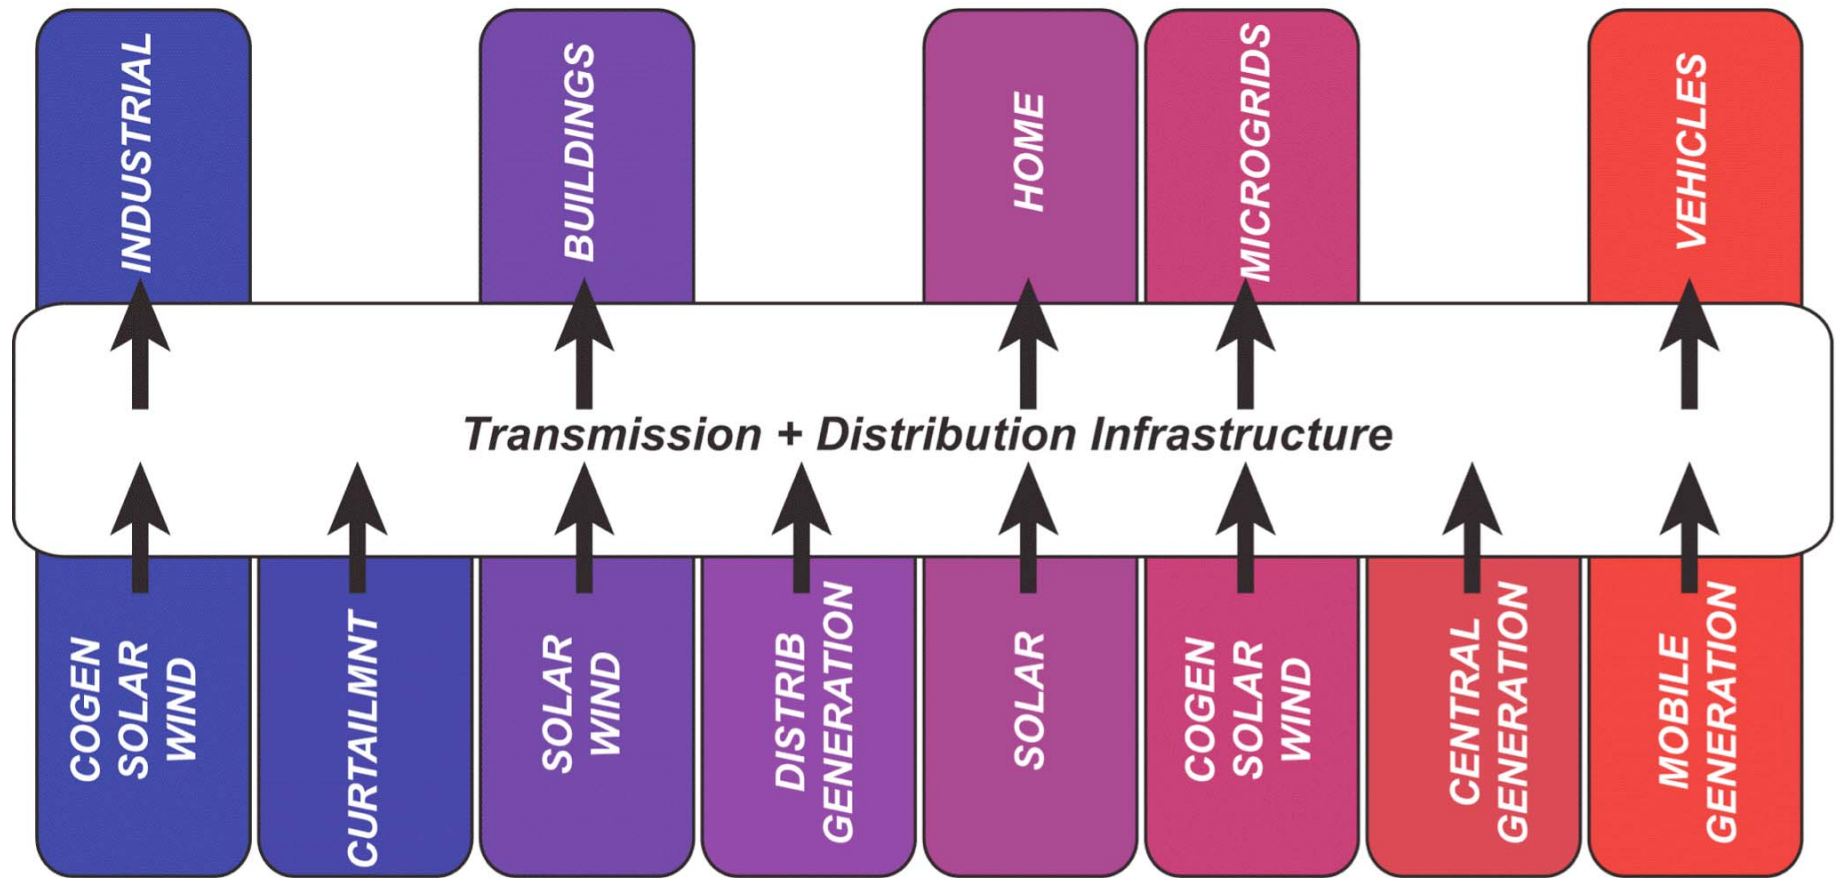 INDUSTRIAL
BUILDINGS
HOME
MICROGRIDS
VEHICLES
Transmission + Distribution Infrastructure
COGEN
SOLAR
WIND
CURTAILMNT
SOLAR
WIND
DISTRIB
GENERATION
SOLAR
COGEN
SOLAR
WIND
CENTRAL
GENERATION
MOBILE
GENERATION